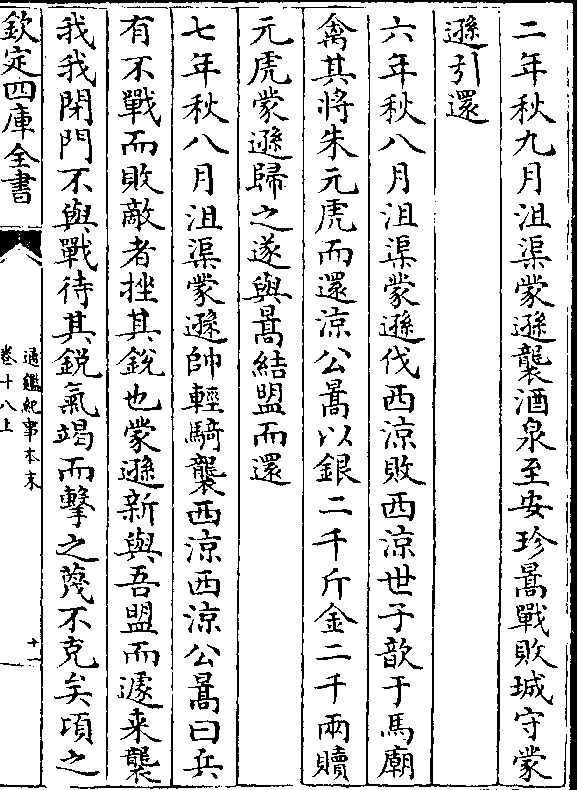 二年秋九月沮渠蒙遜襲酒泉至安珍暠戰敗城守蒙
遜引還
六年秋八月沮渠蒙遜伐西涼敗西涼世子歆于馬廟
禽其將朱元虎而還涼公暠以銀二千斤金二千兩贖
元虎蒙遜歸之遂與暠結盟而還
七年秋八月沮渠蒙遜帥輕騎襲西涼西涼公暠曰兵
有不戰而敗敵者挫其銳也蒙遜新與吾盟而遽来襲
我我閉門不與戰待其銳氣竭而擊之蔑不克矣頃之
欽定四庫全書
通鑑紀事本末
卷十八上
十一